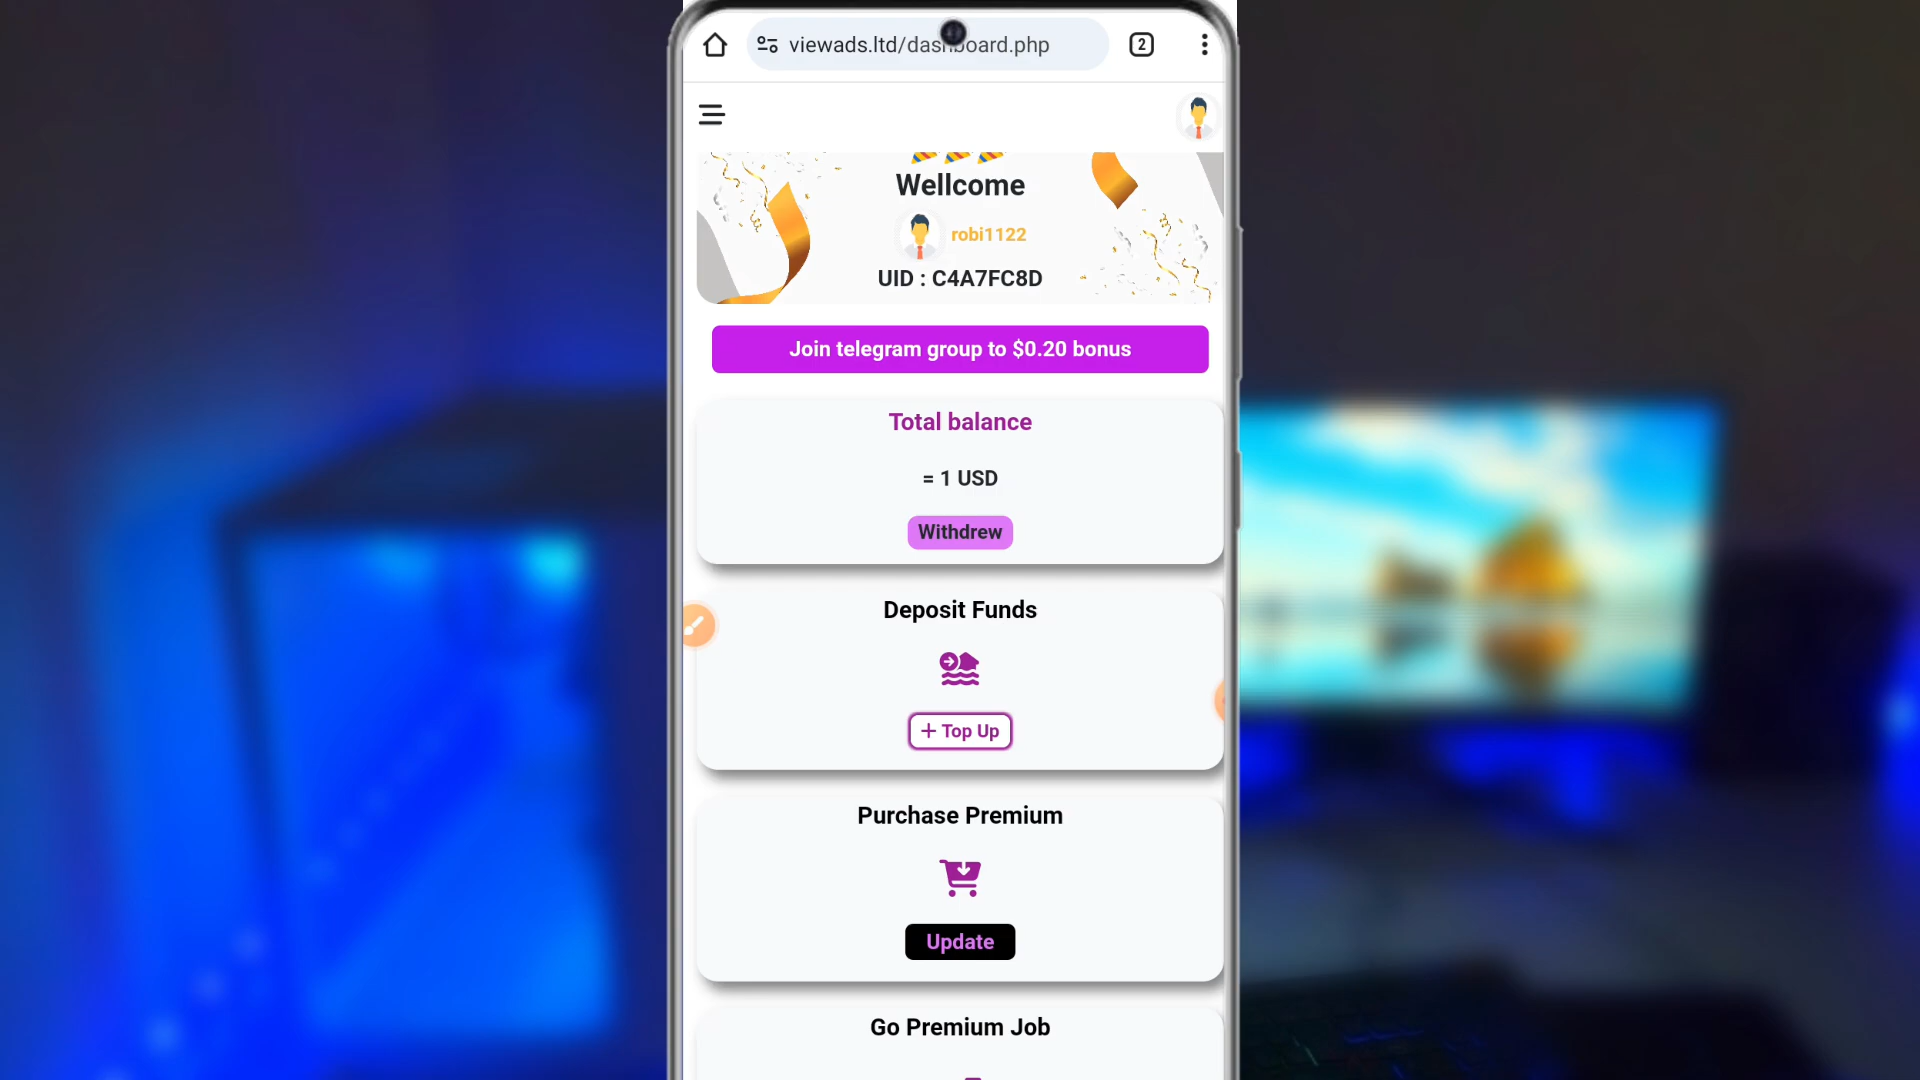 viewads.ltd/dashboard.php
2
Wellcome
robi1122
UID : C4A7FC8D
Join telegram group to $0.20 bonus
Total balance
= 1 USD
Withdrew
Deposit Funds
+ Top Up
Purchase Premium
Update
Go Premium Job